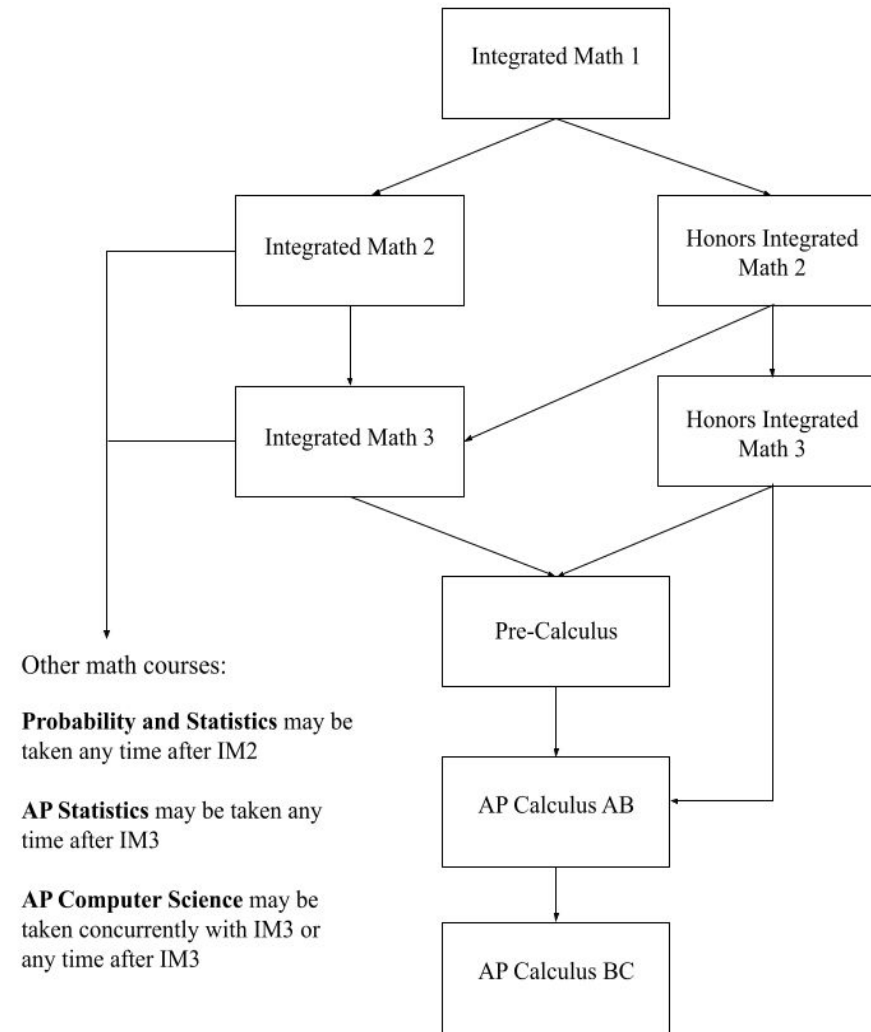 Integrated Math 1
Integrated Math 2
Honors Integrated
Math 2
Integrated Math 3
Honors Integrated
Math 3
Pre-Calculus
Other math courses:
Probability and Statistics may be
taken any time after IM2
AP Calculus AB
AP Statistics may be taken any
time after IM3
AP Computer Science may be
taken concurrently with IM3 or
any time after IM3
AP Calculus BC